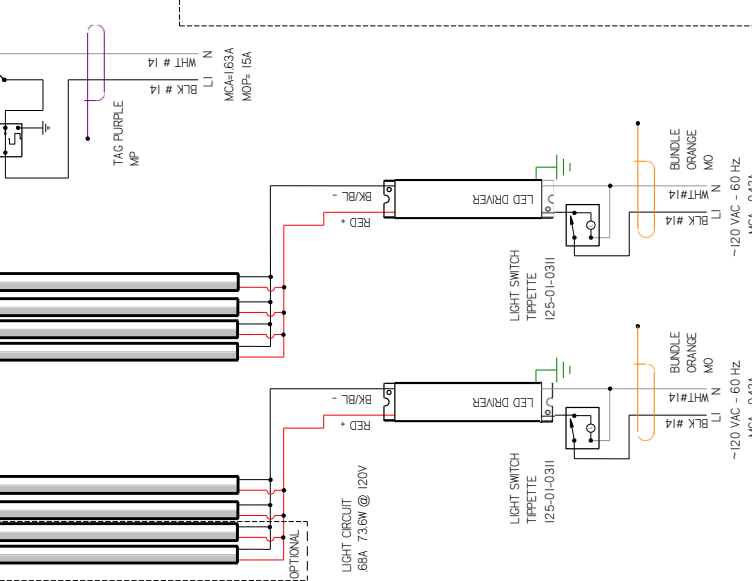 WHT # 14 N
BLK # 14 L1
MCA=1.63A
MOP= 15A
TAG PURPLE
MP
BK/BL -
RED +
LED DRIVER
LIGHT SWITCH
TIPPETTE
125-01-0311
BUNDLE
ORANGE
MO
WHT#14 N
BLK #14 L1
~120 VAC - 60 HZ
BK/BL -
RED +
LED DRIVER
LIGHT SWITCH
TIPPETTE
125-01-0311
BUNDLE
ORANGE
MO
WHT#14 N
BLK #14 L1
~120 VAC - 60 HZ
LIGHT CIRCUIT
.68A 73.6W @ 120V
OPTIONAL